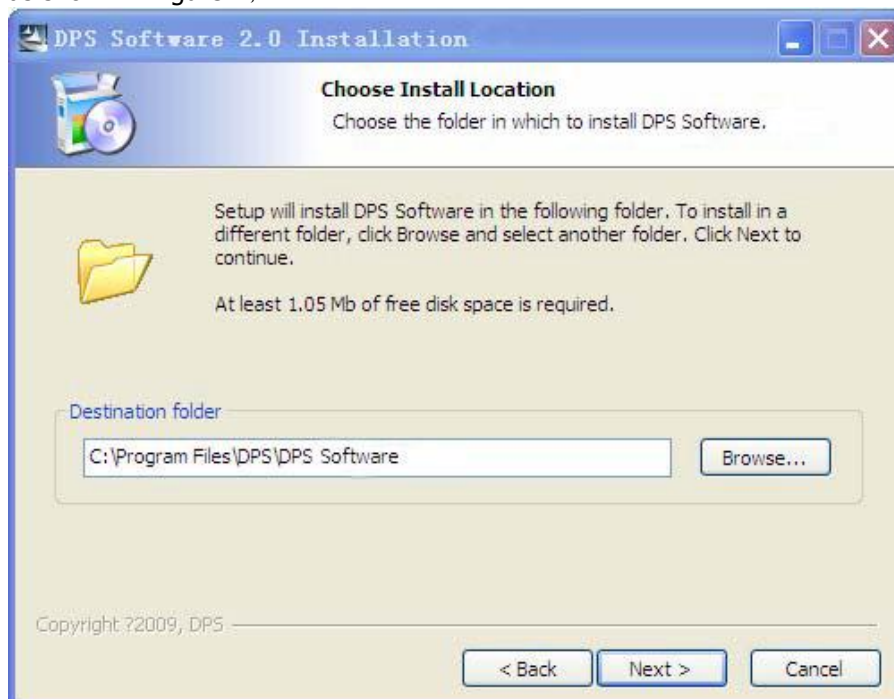 DPS Software 2.0 Installation
Choose Install Location
Choose the folder in which to install DPS Software.
Setup will install DPS Software in the following folder. To install in a
different folder, click Browse and select another folder. Click Next to
continue.
At least 1.05 Mb of free disk space is required.
Destination folder
C:\Program Files\DPS\DPS Software
Browse...
Copyright ?2009, DPS
< Back
Next >
Cancel